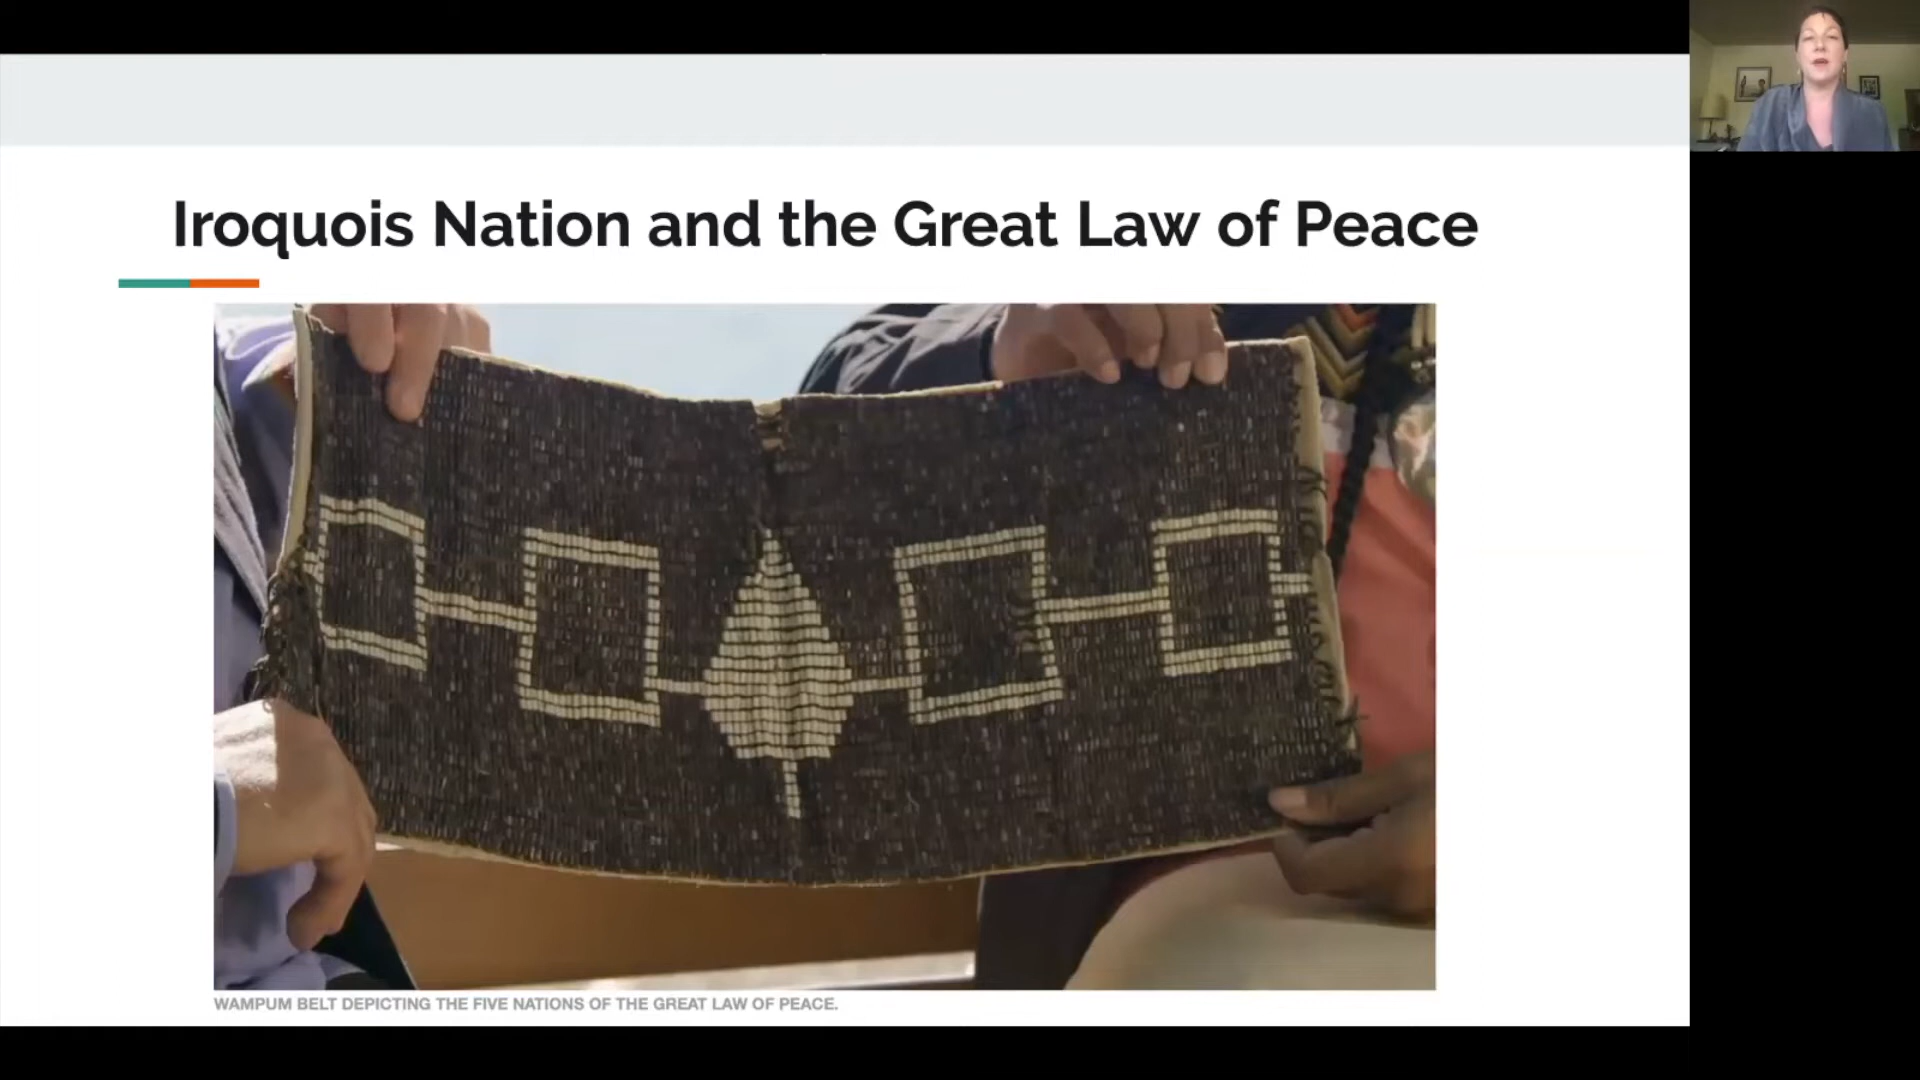 Iroquois Nation and the Great Law of Peace
WAMPUM BELT DEPICTING THE FIVE NATIONS OF THE GREAT LAW OF PEACE.